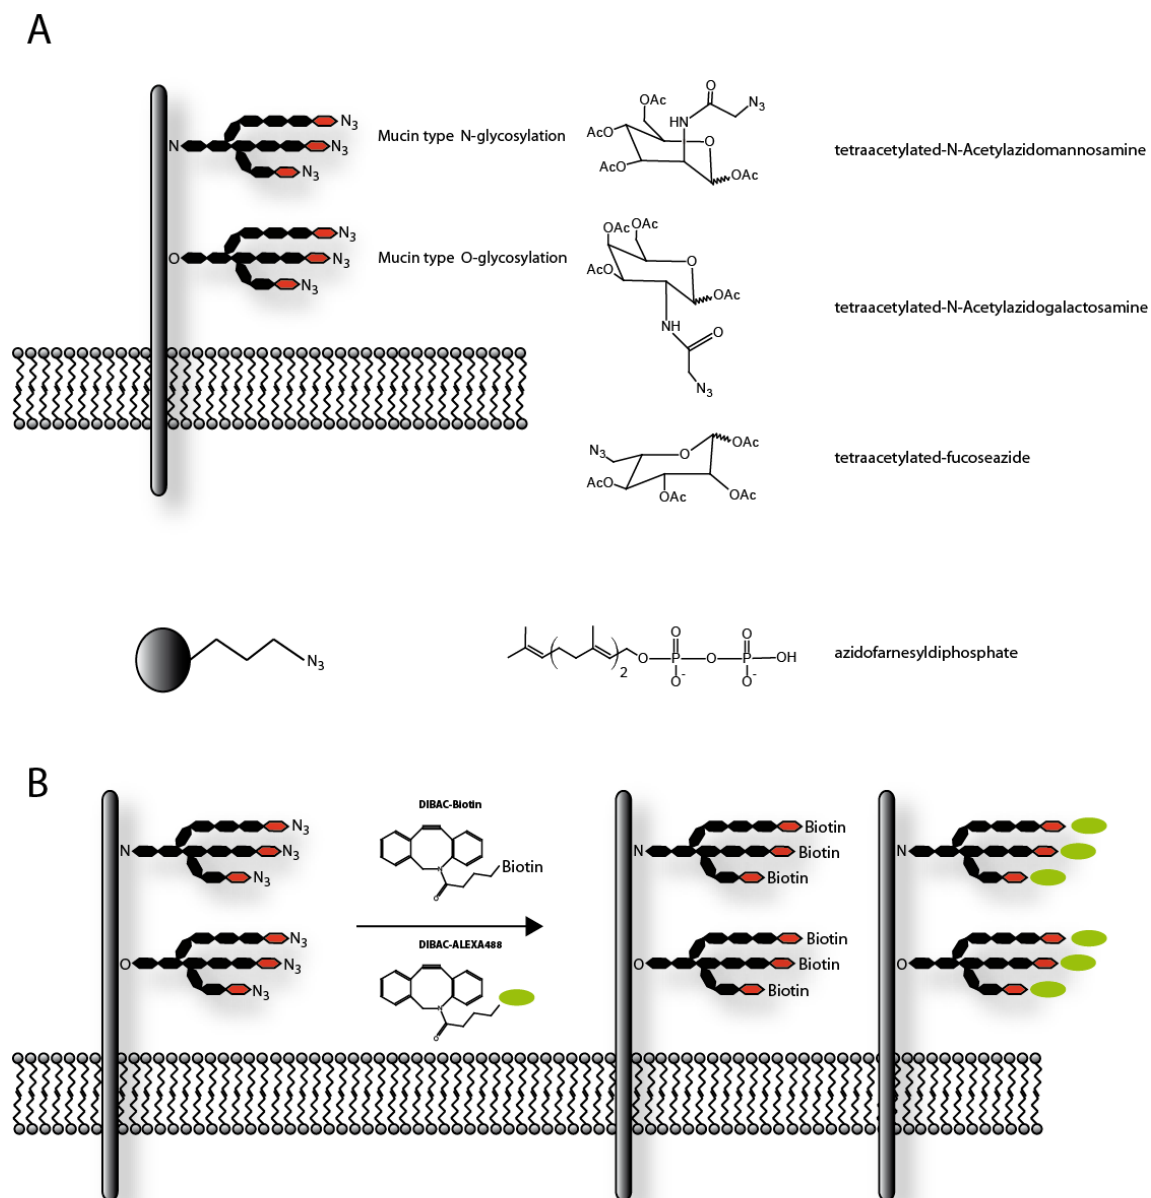 A
N
N3
N3
N3
Mucin type N-glycosylation
OAc
O
N3
HN
AcO
O
AcO
AcO
OAc
tetraacetylated-N-Acetylazidomannosamine
O
N3
N3
N3
Mucin type O-glycosylation
OAc
OAc
O
AcO
OAc
NH
O
N3
tetraacetylated-N-Acetylazidogalactosamine
N3
O
OAc
AcO
OAc
OAc
tetraacetylated-fucoseazide
N3
2
O
P
O
O-
O
P
O
O-
OH
azidofarnesyldiphosphate
B
N
N3
N3
N3
O
N3
N3
N3
DIBAC-Biotin
N
O
Biotin
DIBAC-ALEXA488
N
O
N
Biotin
Biotin
Biotin
O
Biotin
Biotin
Biotin
N
O